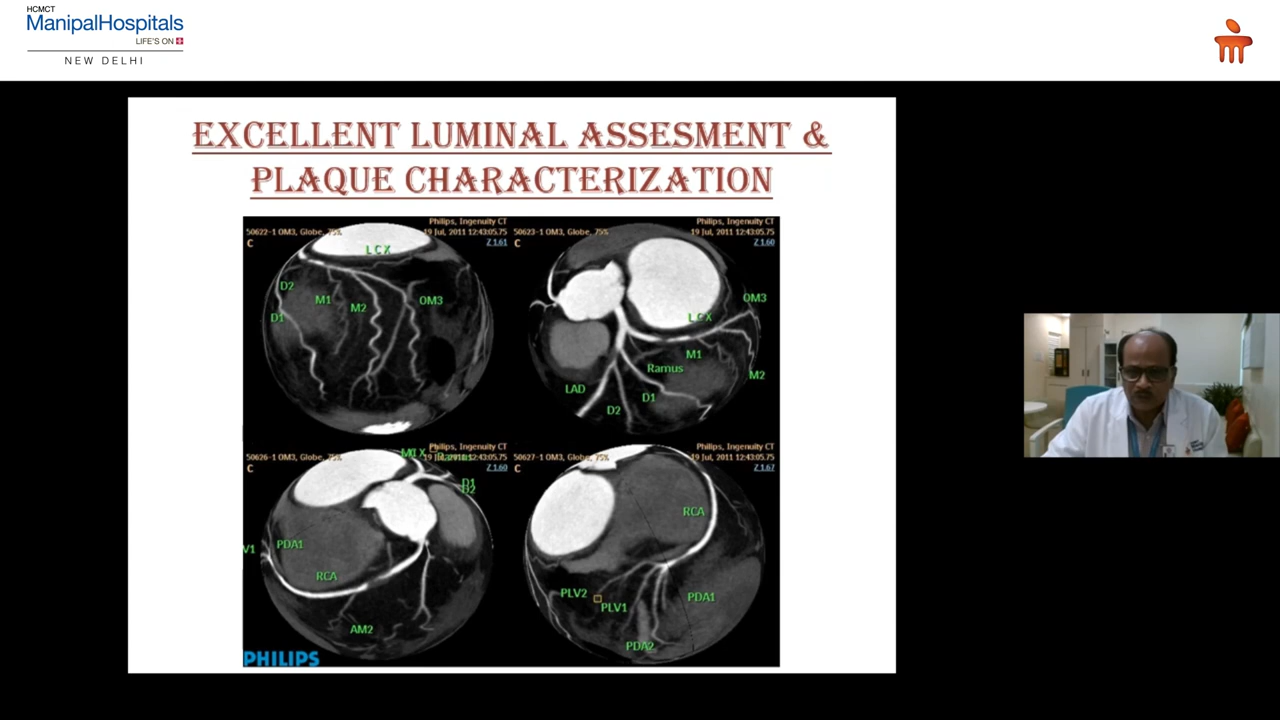 HCMCT
ManipalHospitals
LIFE'S ON
NEW DELHI
EXCELLENT LUMINAL ASSESMENT &
PLAQUE CHARACTERIZATION
Philips, Ingenuity CT
50622-1 OM3, Globe, 75% 19 Jul, 2011 12:43:05.75
C Z 1.61
LCX
D2
M1
M2
OM3
D1
Philips, Ingenuity CT
50623-1 OM3, Globe, 75% 19 Jul, 2011 12:43:05.75
C Z 1.60
OM3
LCX
M1
Ramus
M2
LAD
D1
D2
Philips, Ingenuity CT
50626-1 OM3, Globe, 75% 19 Jul, 2011 12:43:05.75
C Z 1.60
D1
D2
PDA1
V1
RCA
AM2
Philips, Ingenuity CT
50627-1 OM3, Globe, 75% 19 Jul, 2011 12:43:05.75
C Z 1.67
RCA
PLV2
PLV1
PDA1
PDA2
PHILIPS